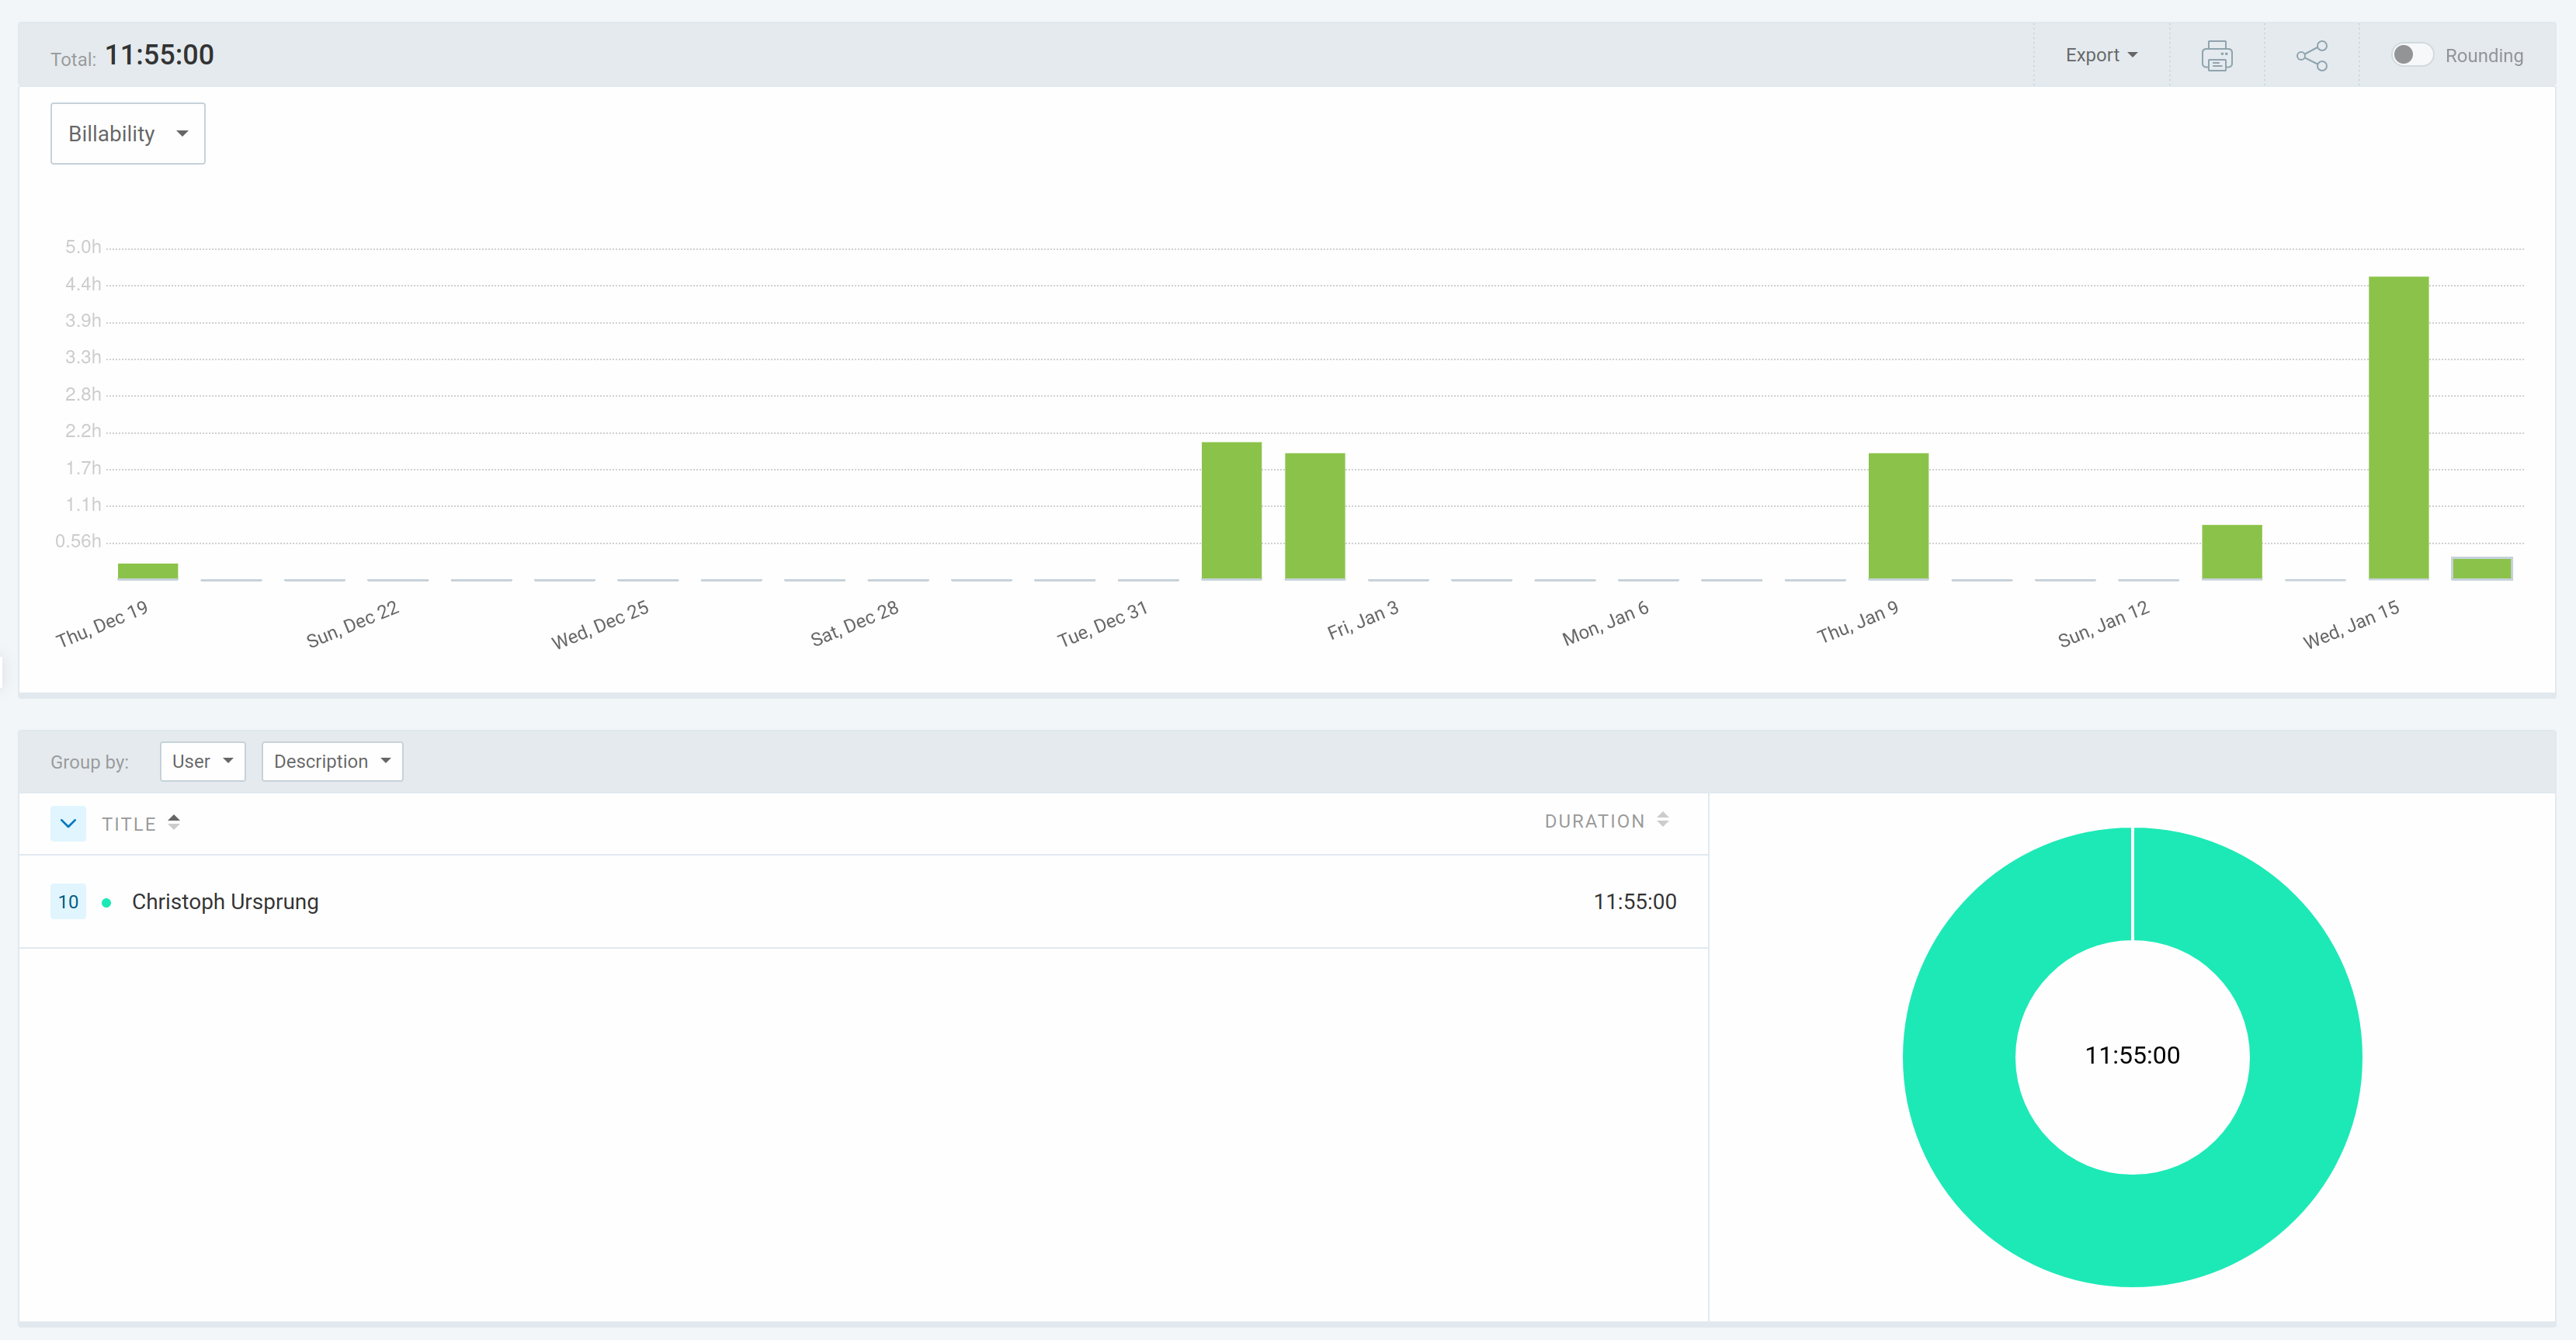 Total: 11:55:00
Export
Rounding
Billability
5.0h
4.4h
3.9h
3.3h
2.8h
2.2h
1.7h
1.1h
0.56h
Thu, Dec 19
Sun, Dec 22
Wed, Dec 25
Sat, Dec 28
Tue, Dec 31
Fri, Jan 3
Mon, Jan 6
Thu, Jan 9
Sun, Jan 12
Wed, Jan 15
Group by: User Description
TITLE DURATION
10 Christoph Ursprung 11:55:00
11:55:00